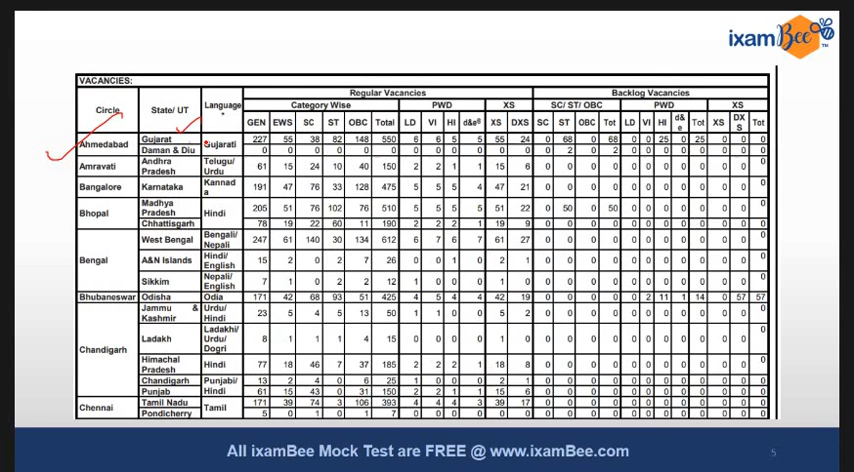 ixamBee
TM
VACANCIES:
Circle State/ UT Language * Regular Vacancies Backlog Vacancies
Category Wise PWD XS SC/ ST/ OBC PWD XS
GEN EWS SC ST OBC Total LD VI HI d&e⁸ XS DXS SC ST OBC Tot LD VI HI d& e Tot XS DX S Tot
Ahmedabad Gujarat Gujarati 227 55 38 82 148 550 6 6 5 5 55 24 0 68 0 68 0 0 25 0 25 0 0 0
Daman & Diu 0 0 0 0 0 0 0 0 0 0 0 0 0 2 0 2 0 0 0 0 0 0 0 0
Amravati Andhra Pradesh Telugu/ Urdu 61 15 24 10 40 150 2 2 1 1 15 6 0 0 0 0 0 0 0 0 0 0 0 0
Bangalore Karnataka Kannad a 191 47 76 33 128 475 5 5 5 4 47 21 0 0 0 0 0 0 0 0 0 0 0 0
Bhopal Madhya Pradesh Hindi 205 51 76 102 76 510 5 5 5 5 51 22 0 50 0 50 0 0 0 0 0 0 0 0
Chhattisgarh 78 19 22 60 11 190 2 2 2 1 19 9 0 0 0 0 0 0 0 0 0 0 0 0
Bengal West Bengal Bengali/ Nepali 247 61 140 30 134 612 6 7 6 7 61 27 0 0 0 0 0 0 0 0 0 0 0 0
A&N Islands Hindi/ English 15 2 0 2 7 26 0 0 1 0 2 1 0 0 0 0 0 0 0 0 0 0 0 0
Sikkim Nepali/ English 7 1 0 2 2 12 1 0 0 0 1 0 0 0 0 0 0 0 0 0 0 0 0 0
Bhubaneswar Odisha Odia 171 42 68 93 51 425 4 5 4 4 42 19 0 0 0 0 0 2 11 1 14 0 57 57
Chandigarh Jammu & Kashmir Urdu/ Hindi 23 5 4 5 13 50 1 1 0 0 5 2 0 0 0 0 0 0 0 0 0 0 0 0
Ladakh Ladakhi/ Urdu/ Dogri 8 1 1 1 4 15 0 0 0 0 1 1 0 0 0 0 0 0 0 0 0 0 0 0
Himachal Pradesh Hindi 77 18 46 7 37 185 2 2 2 1 18 8 0 0 0 0 0 0 0 0 0 0 0 0
Chandigarh Punjabi/ Hindi 13 2 4 0 6 25 1 0 0 0 2 1 0 0 0 0 0 0 0 0 0 0 0 0
Punjab 61 15 43 0 31 150 2 2 1 1 15 6 0 0 0 0 0 0 0 0 0 0 0 0
Chennai Tamil Nadu Tamil 171 39 74 3 106 393 4 4 4 3 39 17 0 0 0 0 0 0 0 0 0 0 0 0
Pondicherry 5 0 1 0 1 7 0 0 0 0 0 0 0 0 0 0 0 0 0 0 0 0 0 0
All ixamBee Mock Test are FREE @ www.ixamBee.com
5